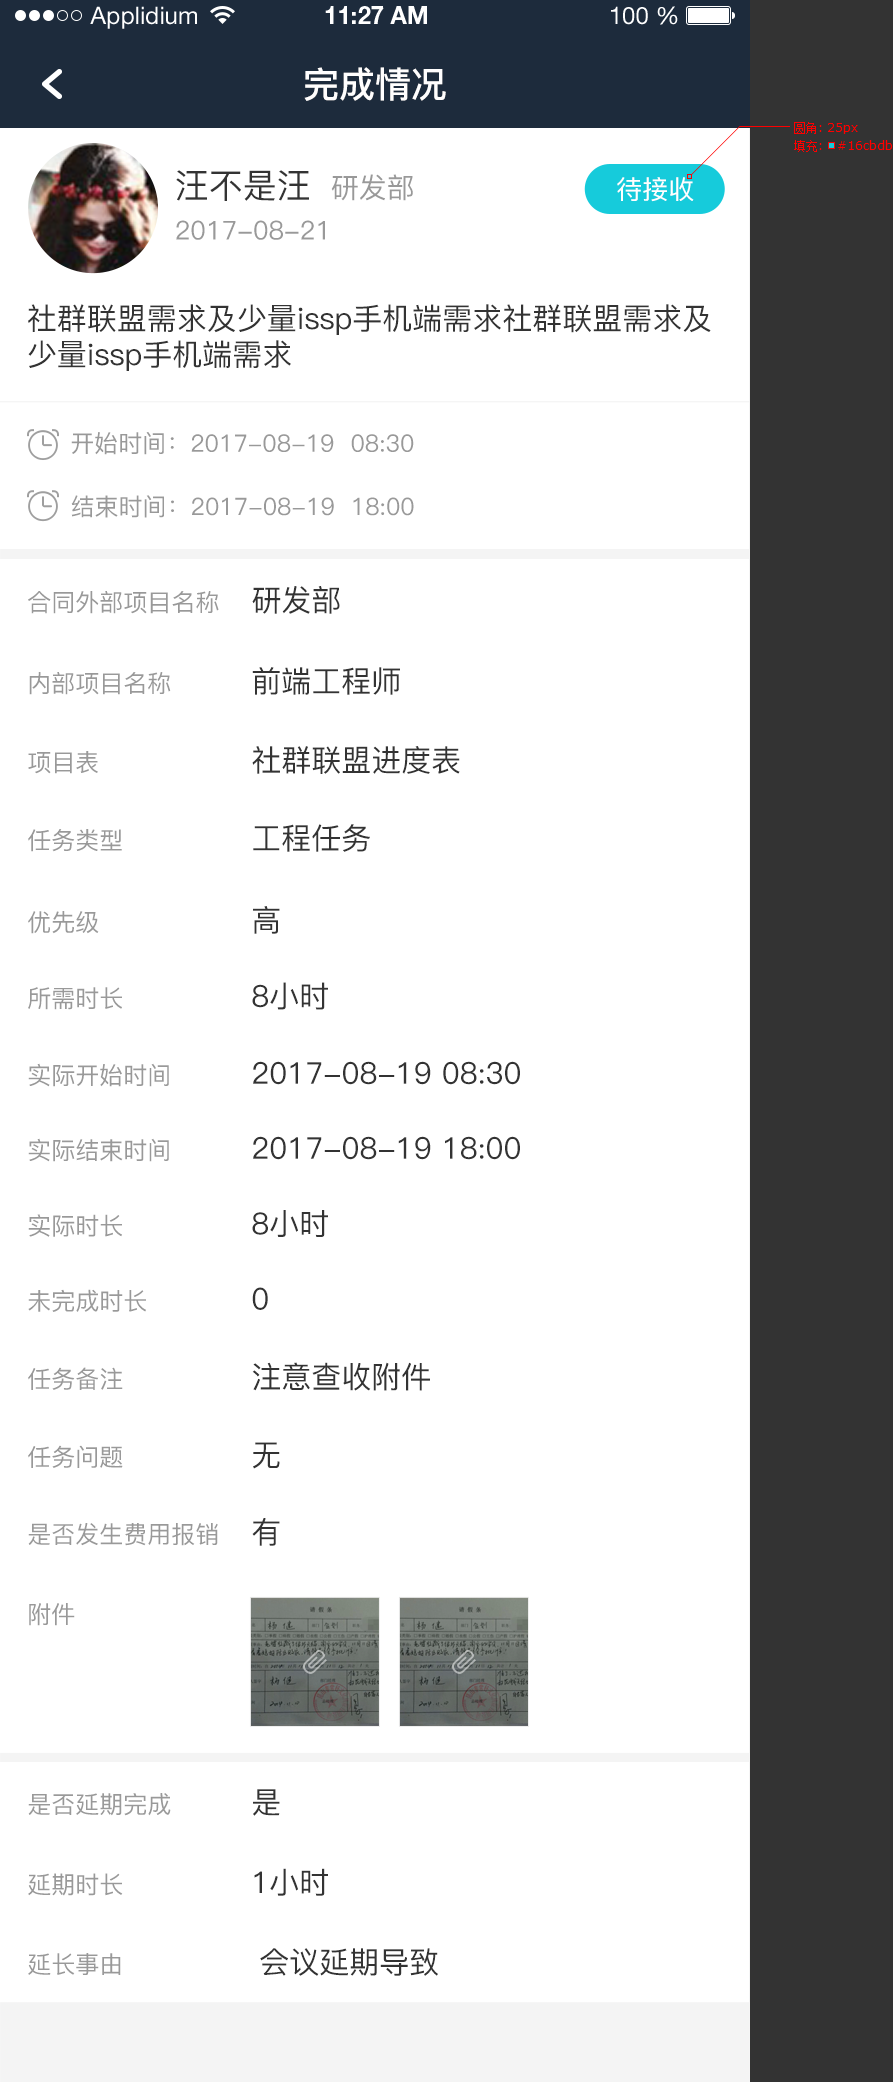 Applidium 11:27 AM 100 %
完成情况
圆角: 25px
填充: #16cbdb
汪不是汪 研发部
待接收
2017-08-21
社群联盟需求及少量issp手机端需求社群联盟需求及
少量issp手机端需求
开始时间: 2017-08-19 08:30
结束时间: 2017-08-19 18:00
合同外部项目名称 研发部
内部项目名称 前端工程师
项目表 社群联盟进度表
任务类型 工程任务
优先级 高
所需时长 8小时
实际开始时间 2017-08-19 08:30
实际结束时间 2017-08-19 18:00
实际时长 8小时
未完成时长 0
任务备注 注意查收附件
任务问题 无
是否发生费用报销 有
附件
是否延期完成 是
延期时长 1小时
延长事由 会议延期导致